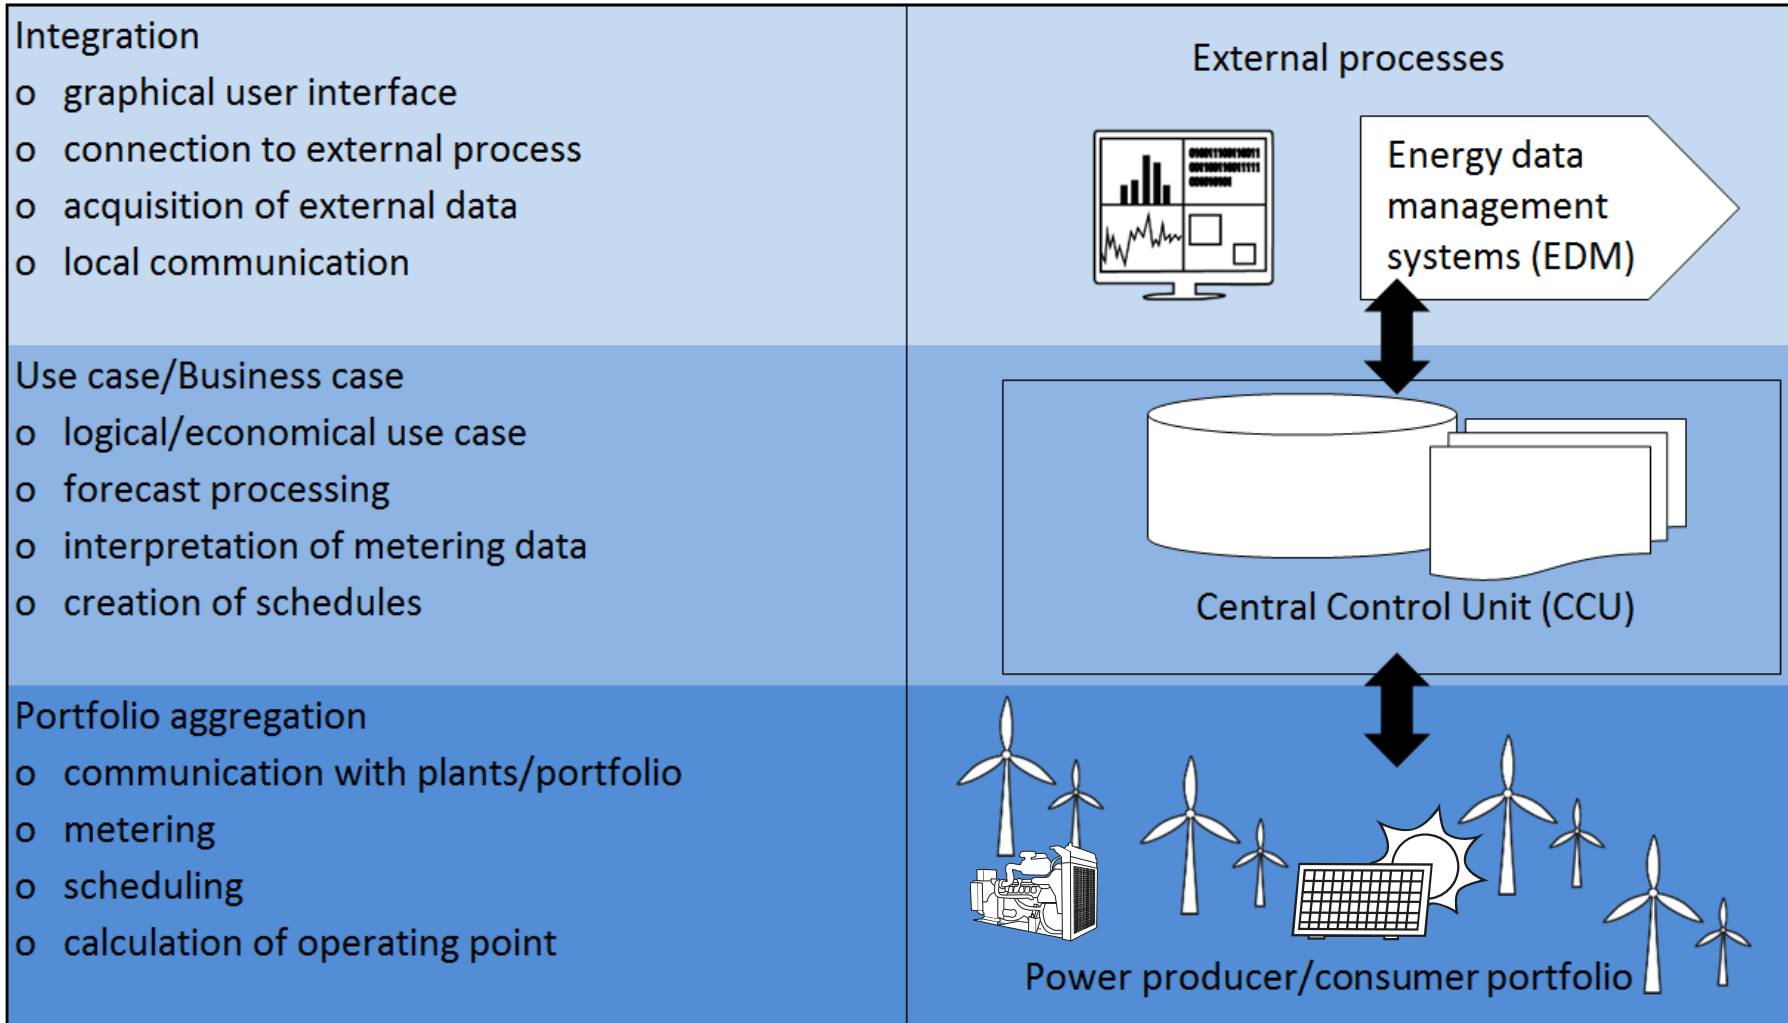 Integration
o graphical user interface
o connection to external process
o acquisition of external data
o local communication
External processes
010011100110011
001100110011111
001010101
Energy data
management
systems (EDM)
Use case/Business case
o logical/economical use case
o forecast processing
o interpretation of metering data
o creation of schedules
Central Control Unit (CCU)
Portfolio aggregation
o communication with plants/portfolio
o metering
o scheduling
o calculation of operating point
Power producer/consumer portfolio